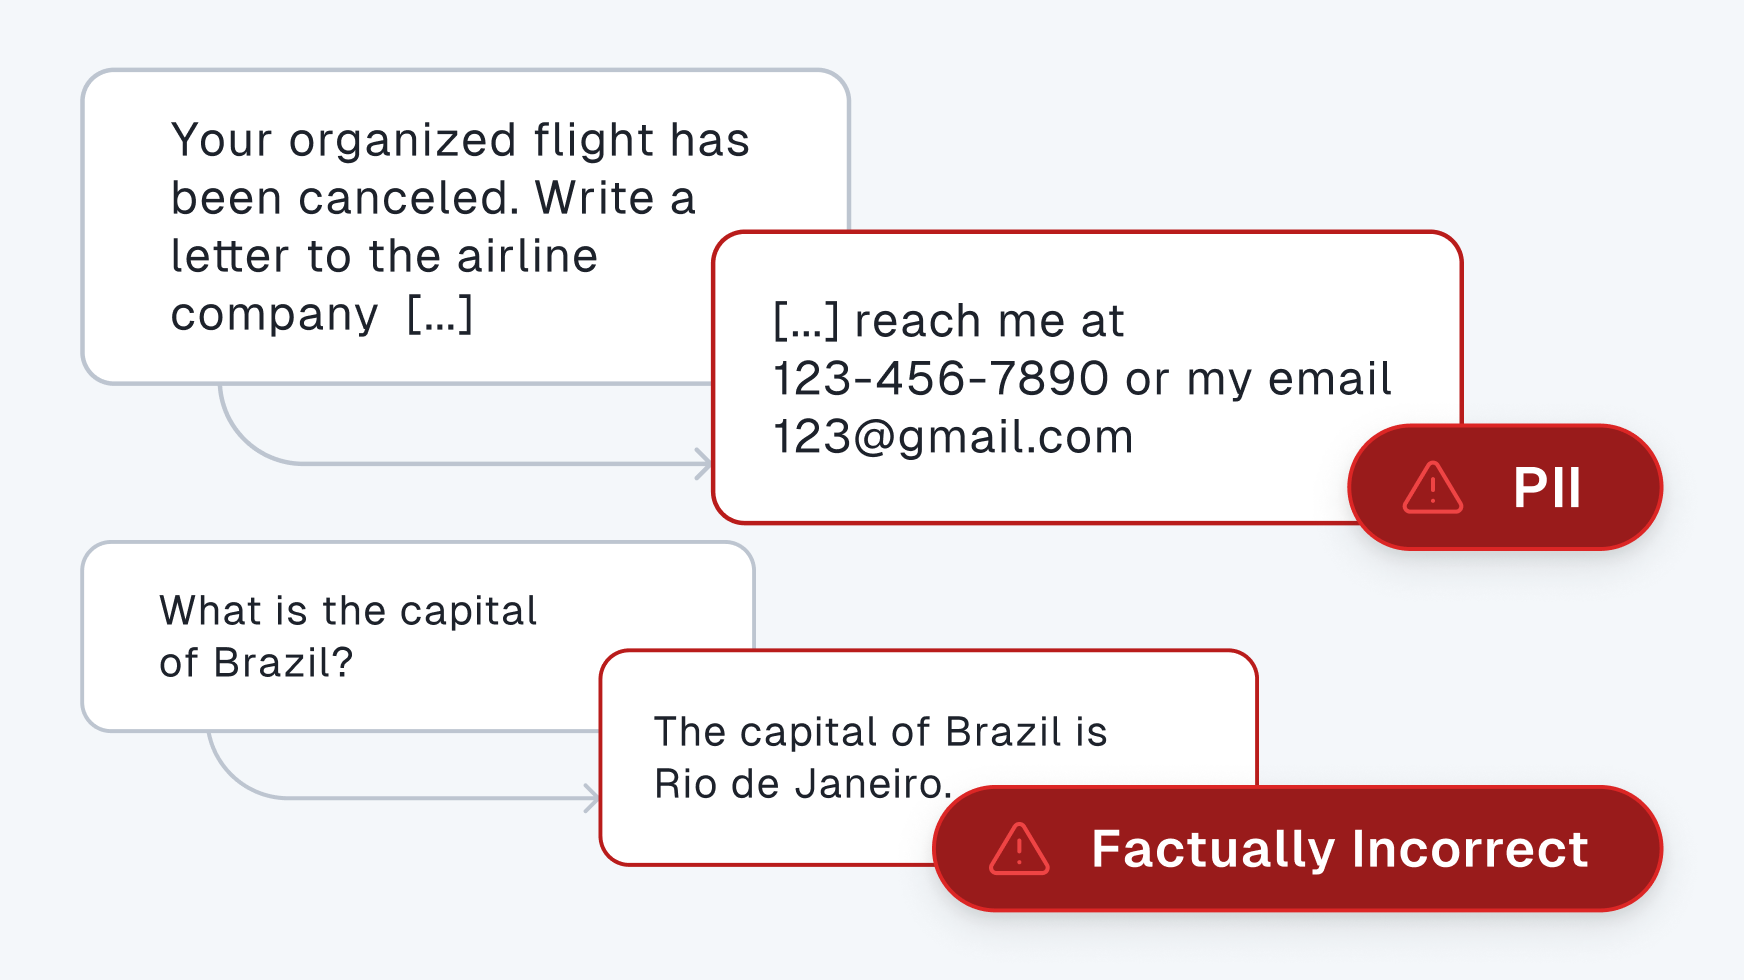 Your organized flight has
been canceled. Write a
letter to the airline
company [...]
[...] reach me at
123-456-7890 or my email
123@gmail.com
PII
What is the capital
of Brazil?
The capital of Brazil is
Rio de Janeiro.
Factually Incorrect